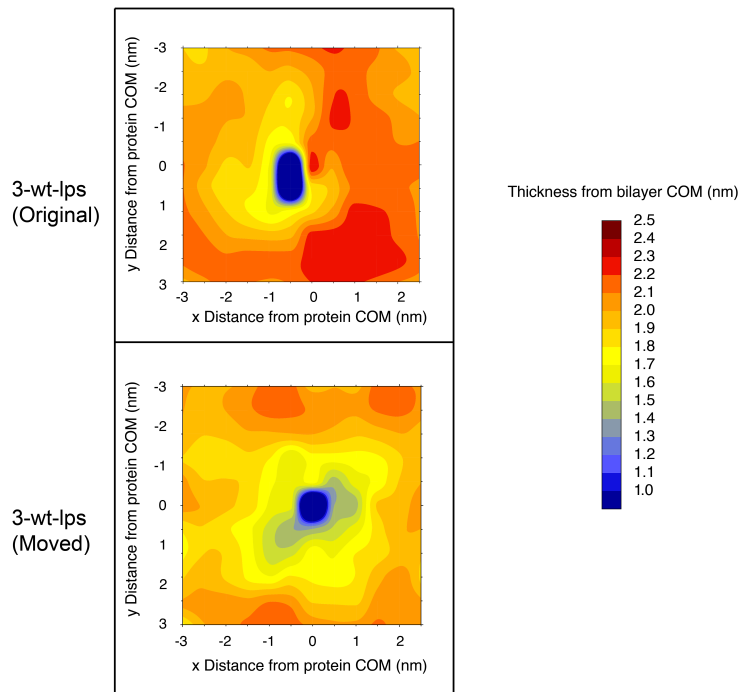 3-wt-lps
(Original)
y Distance from protein COM (nm)
-3
-2
-1
0
1
2
3
-3 -2 -1 0 1 2
x Distance from protein COM (nm)
Thickness from bilayer COM (nm)
2.5
2.4
2.3
2.2
2.1
2.0
1.9
1.8
1.7
1.6
1.5
1.4
1.3
1.2
1.1
1.0
3-wt-lps
(Moved)
y Distance from protein COM (nm)
-3
-2
-1
0
1
2
3
-3 -2 -1 0 1 2
x Distance from protein COM (nm)